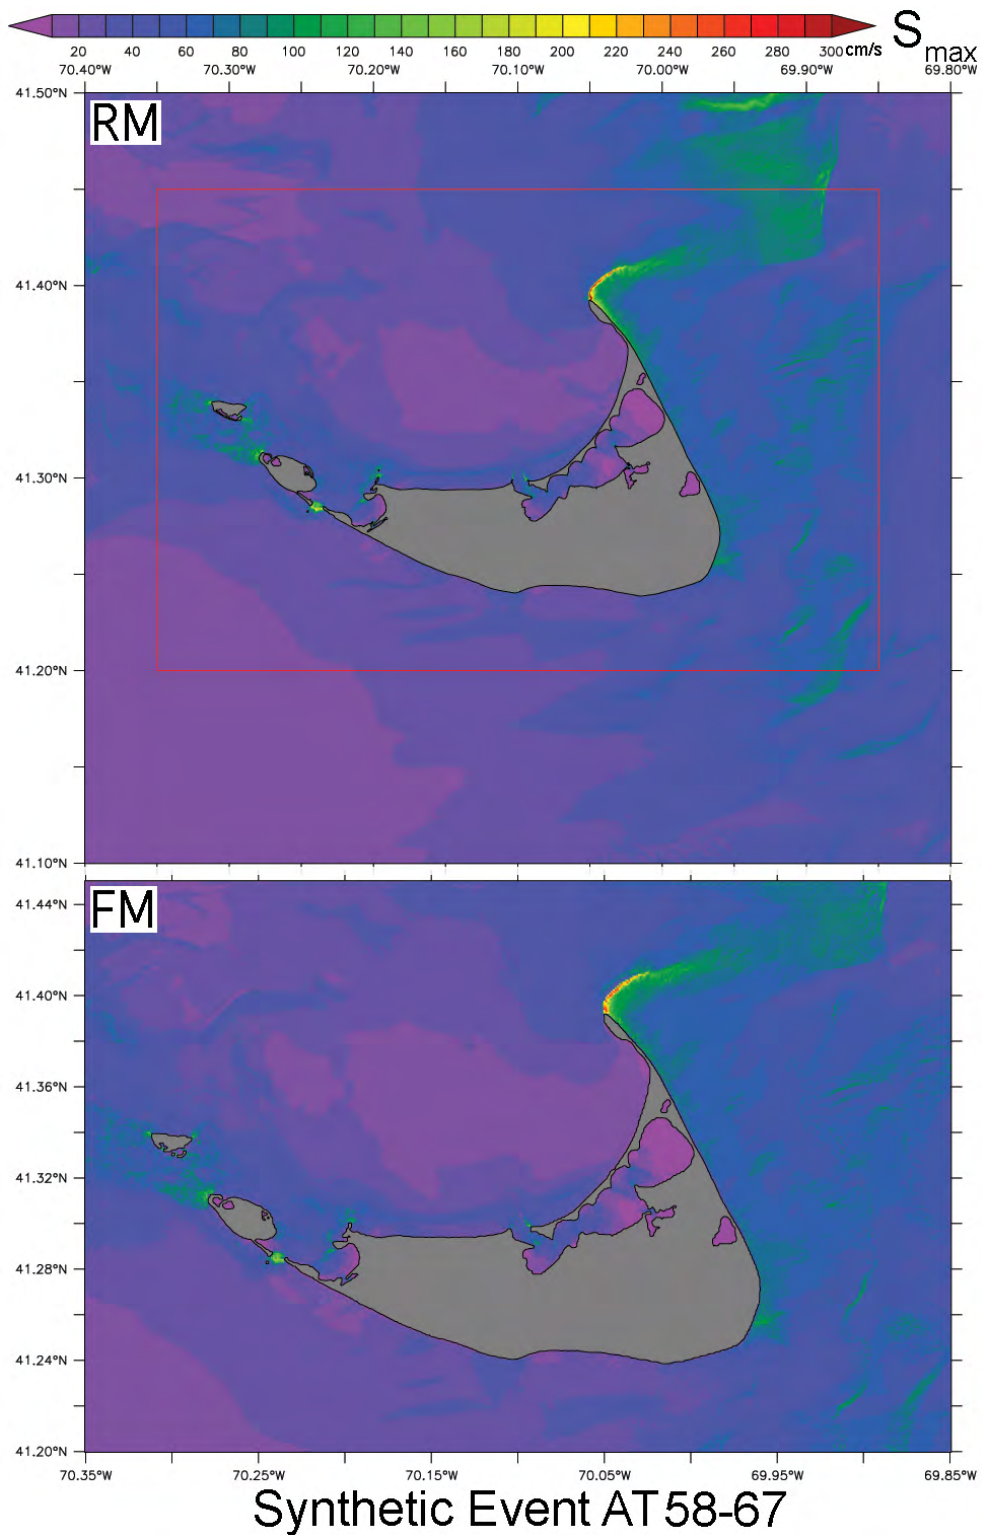 20 40 60 80 100 120 140 160 180 200 220 240 260 280 300 cm/s Smax
70.40°W 70.30°W 70.20°W 70.10°W 70.00°W 69.90°W 69.80°W
41.50°N
RM
41.40°N
41.30°N
41.20°N
41.10°N
FM
41.44°N
41.40°N
41.36°N
41.32°N
41.28°N
41.24°N
41.20°N
70.35°W 70.25°W 70.15°W 70.05°W 69.95°W 69.85°W
Synthetic Event AT 58-67